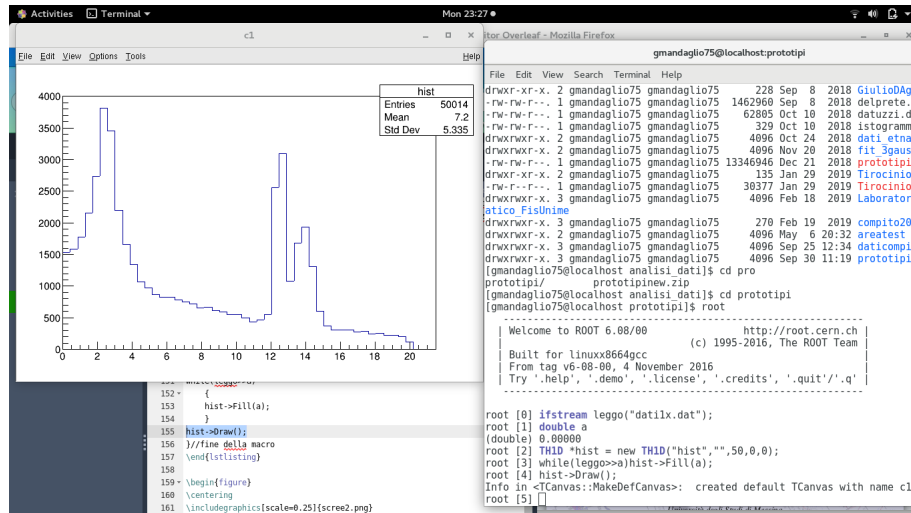 Activities Terminal Mon 23:27
c1
File Edit View Options Tools Help
hist
Entries 50014
Mean 7.2
Std Dev 5.335
4000
3500
3000
2500
2000
1500
1000
500
0
0 2 4 6 8 10 12 14 16 18 20
itor Overleaf - Mozilla Firefox
gmandaglio75@localhost:prototipi
File Edit View Search Terminal Help
drwxr-xr-x. 2 gmandaglio75 gmandaglio75 228 Sep 8 2018 GiulioDAg
-rw-rw-r--. 1 gmandaglio75 gmandaglio75 1462960 Sep 8 2018 delprete.
-rw-rw-r--. 1 gmandaglio75 gmandaglio75 62805 Oct 10 2018 datuzzi.d
-rw-rw-r--. 1 gmandaglio75 gmandaglio75 329 Oct 10 2018 istogramm
drwxrwxr-x. 2 gmandaglio75 gmandaglio75 4096 Oct 24 2018 dati_etna
drwxrwxr-x. 2 gmandaglio75 gmandaglio75 4096 Nov 20 2018 fit_3gaus
-rw-rw-r--. 1 gmandaglio75 gmandaglio75 13346946 Dec 21 2018 prototipi
drwxrwxr-x. 2 gmandaglio75 gmandaglio75 135 Jan 29 2019 Tirocinio
-rw-r--r--. 1 gmandaglio75 gmandaglio75 30377 Jan 29 2019 Tirocinio
drwxrwxr-x. 3 gmandaglio75 gmandaglio75 4096 Feb 18 2019 Laborator
atico_FisUnime
drwxrwxr-x. 3 gmandaglio75 gmandaglio75 270 Feb 19 2019 compito20
drwxrwxr-x. 2 gmandaglio75 gmandaglio75 4096 May 6 20:32 areatest
drwxrwxr-x. 3 gmandaglio75 gmandaglio75 4096 Sep 25 12:34 daticompi
drwxrwxr-x. 3 gmandaglio75 gmandaglio75 4096 Sep 30 11:19 prototipi
[gmandaglio75@localhost analisi_dati]$ cd pro
prototipi/ prototipinew.zip
[gmandaglio75@localhost analisi_dati]$ cd prototipi
[gmandaglio75@localhost prototipi]$ root
------------------------------------------------------------
| Welcome to ROOT 6.08/00 http://root.cern.ch |
| (c) 1995-2016, The ROOT Team |
| Built for linuxx8664gcc |
| From tag v6-08-00, 4 November 2016 |
| Try '.help', '.demo', '.license', '.credits', '.quit'/'.q' |
------------------------------------------------------------
root [0] ifstream leggo("dati1x.dat");
root [1] double a
(double) 0.00000
root [2] TH1D *hist = new TH1D("hist","",50,0,0);
root [3] while(leggo>>a)hist->Fill(a);
root [4] hist->Draw();
Info in <TCanvas::MakeDefCanvas>: created default TCanvas with name c1
root [5]
151 while(leggo>>a)
152 {
153 hist->Fill(a);
154 }
155 hist->Draw();
156 }//fine della macro
157 \end{lstlisting}
158
159 \begin{figure}
160 \centering
161 \includegraphics[scale=0.25]{scree2.png}
Università degli Studi di Messina